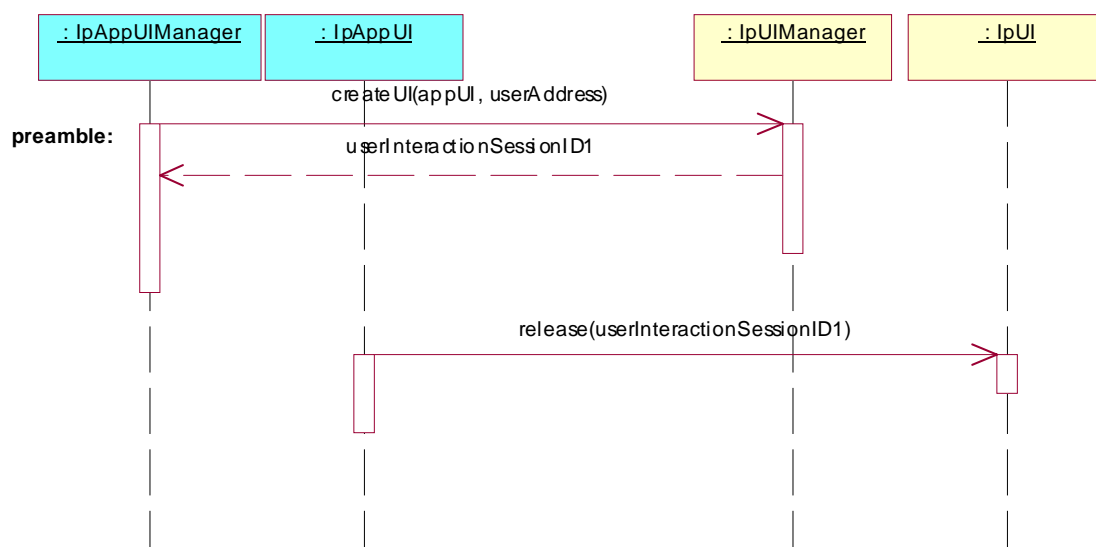 : IpAppUIManager
: IpAppUI
: IpUIManager
: IpUI
createUI(appUI, userAddress)
preamble:
userInteractionSessionID1
release(userInteractionSessionID1)